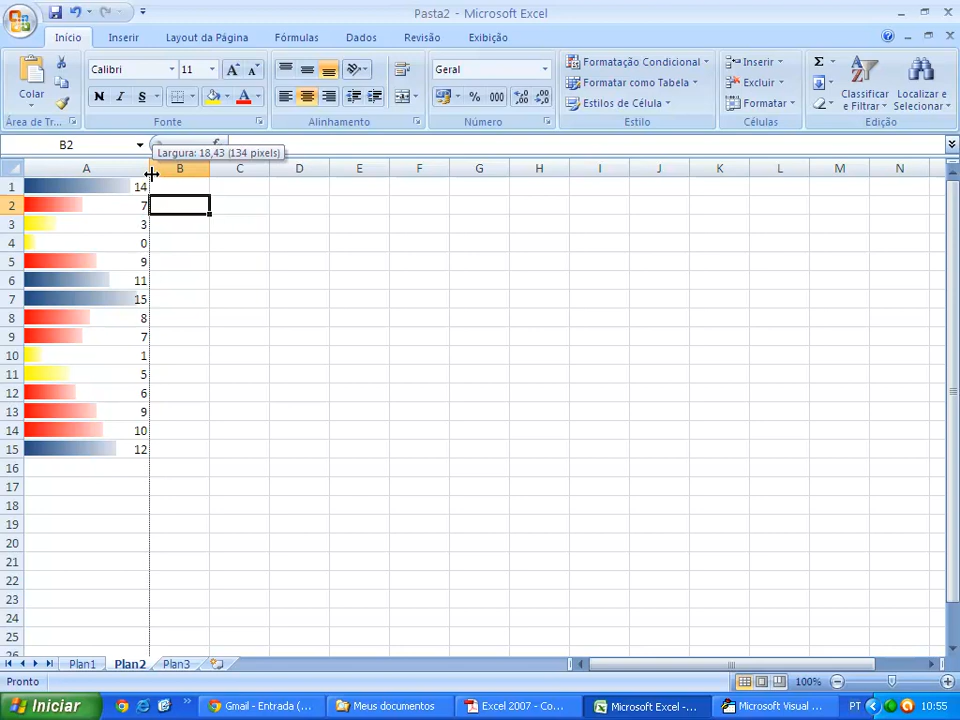 Pasta2 - Microsoft Excel
Início Inserir Layout da Página Fórmulas Dados Revisão Exibição
Colar
Calibri 11
N I S
Geral
% 000
Formatação Condicional
Formatar como Tabela
Estilos de Célula
Inserir
Excluir
Formatar
Σ
Classificar e Filtrar
Localizar e Selecionar
Área de Tr... Fonte Alinhamento Número Estilo Células Edição
B2
Largura: 18,43 (134 pixels)
A B C D E F G H I J K L M N
1 14
2 7
3 3
4 0
5 9
6 11
7 15
8 8
9 7
10 1
11 5
12 6
13 9
14 10
15 12
16
17
18
19
20
21
22
23
24
25
26
Plan1 Plan2 Plan3
Pronto 100%
Iniciar » Gmail - Entrada (... Meus documentos Excel 2007 - Co... Microsoft Excel -... Microsoft Visual ... PT 10:55